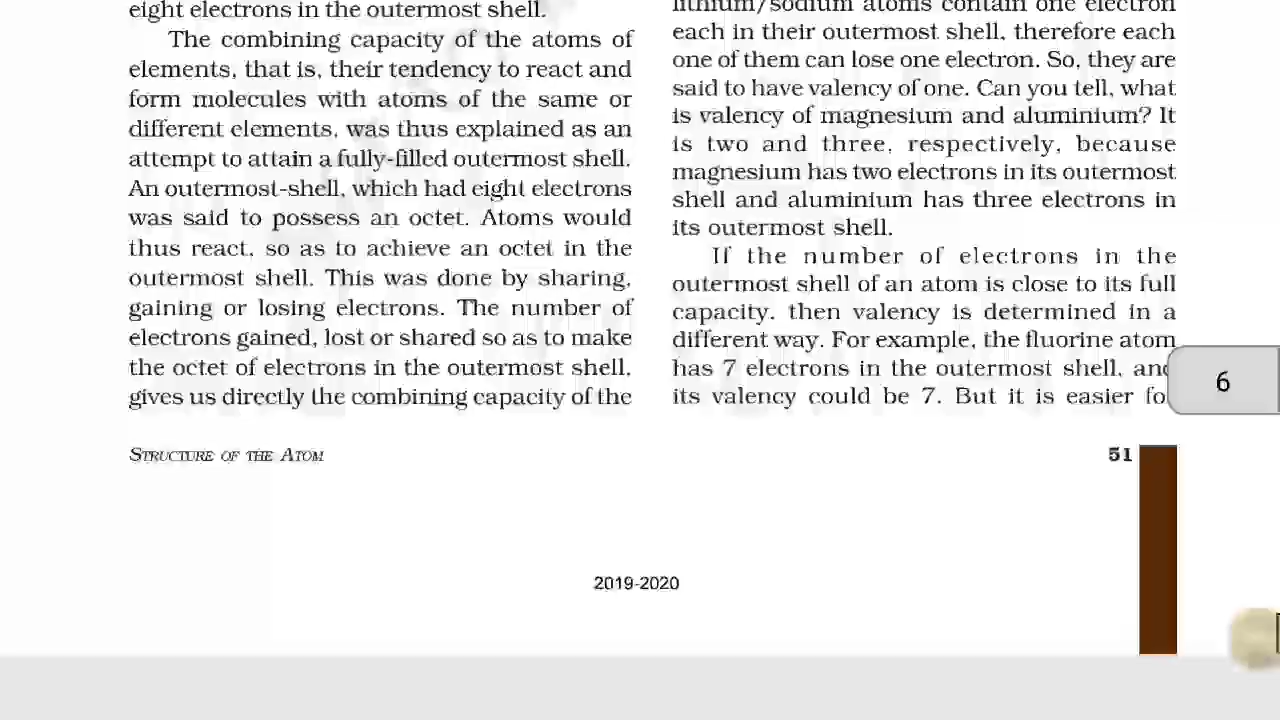 eight electrons in the outermost shell.
The combining capacity of the atoms of
elements, that is, their tendency to react and
form molecules with atoms of the same or
different elements, was thus explained as an
attempt to attain a fully-filled outermost shell.
An outermost-shell, which had eight electrons
was said to possess an octet. Atoms would
thus react, so as to achieve an octet in the
outermost shell. This was done by sharing,
gaining or losing electrons. The number of
electrons gained, lost or shared so as to make
the octet of electrons in the outermost shell,
gives us directly the combining capacity of the
lithium/sodium atoms contain one electron
each in their outermost shell, therefore each
one of them can lose one electron. So, they are
said to have valency of one. Can you tell, what
is valency of magnesium and aluminium? It
is two and three, respectively, because
magnesium has two electrons in its outermost
shell and aluminium has three electrons in
its outermost shell.
If the number of electrons in the
outermost shell of an atom is close to its full
capacity, then valency is determined in a
different way. For example, the fluorine atom
has 7 electrons in the outermost shell, and
its valency could be 7. But it is easier fo
6
STRUCTURE OF THE ATOM
51
2019-2020